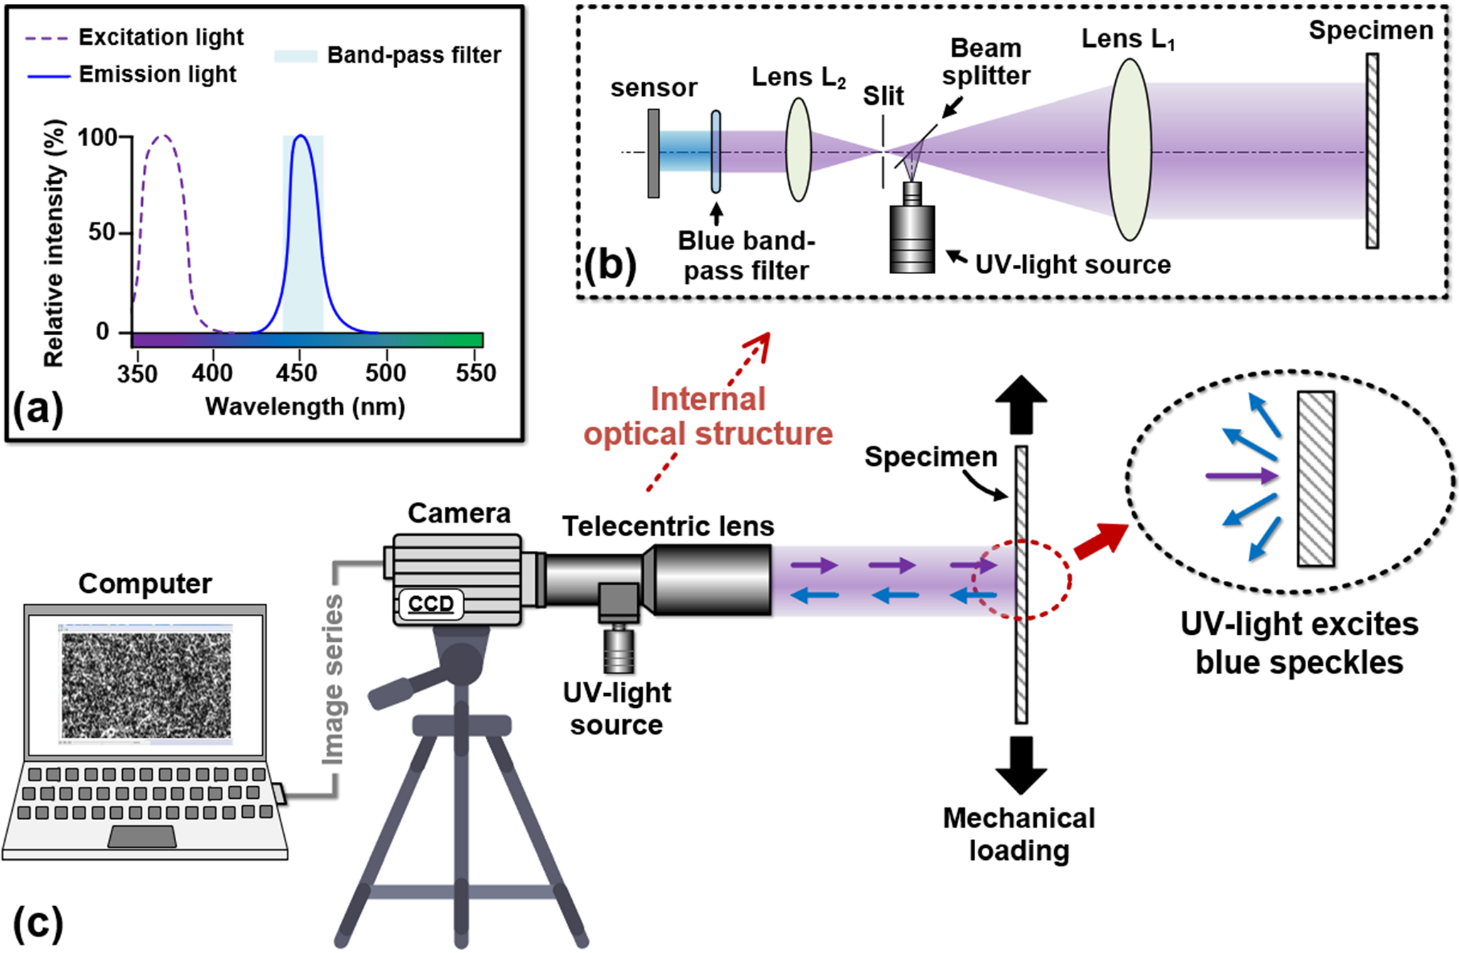 Excitation light
Emission light
Band-pass filter
Relative intensity (%)
100
50
0
350 400 450 500 550
Wavelength (nm)
(a)
sensor
Lens L2
Slit
Beam
splitter
Lens L1
Specimen
Blue band-
pass filter
UV-light source
(b)
Internal
optical structure
Computer
Image series
Camera
CCD
Telecentric lens
UV-light
source
Specimen
Mechanical
loading
UV-light excites
blue speckles
(c)